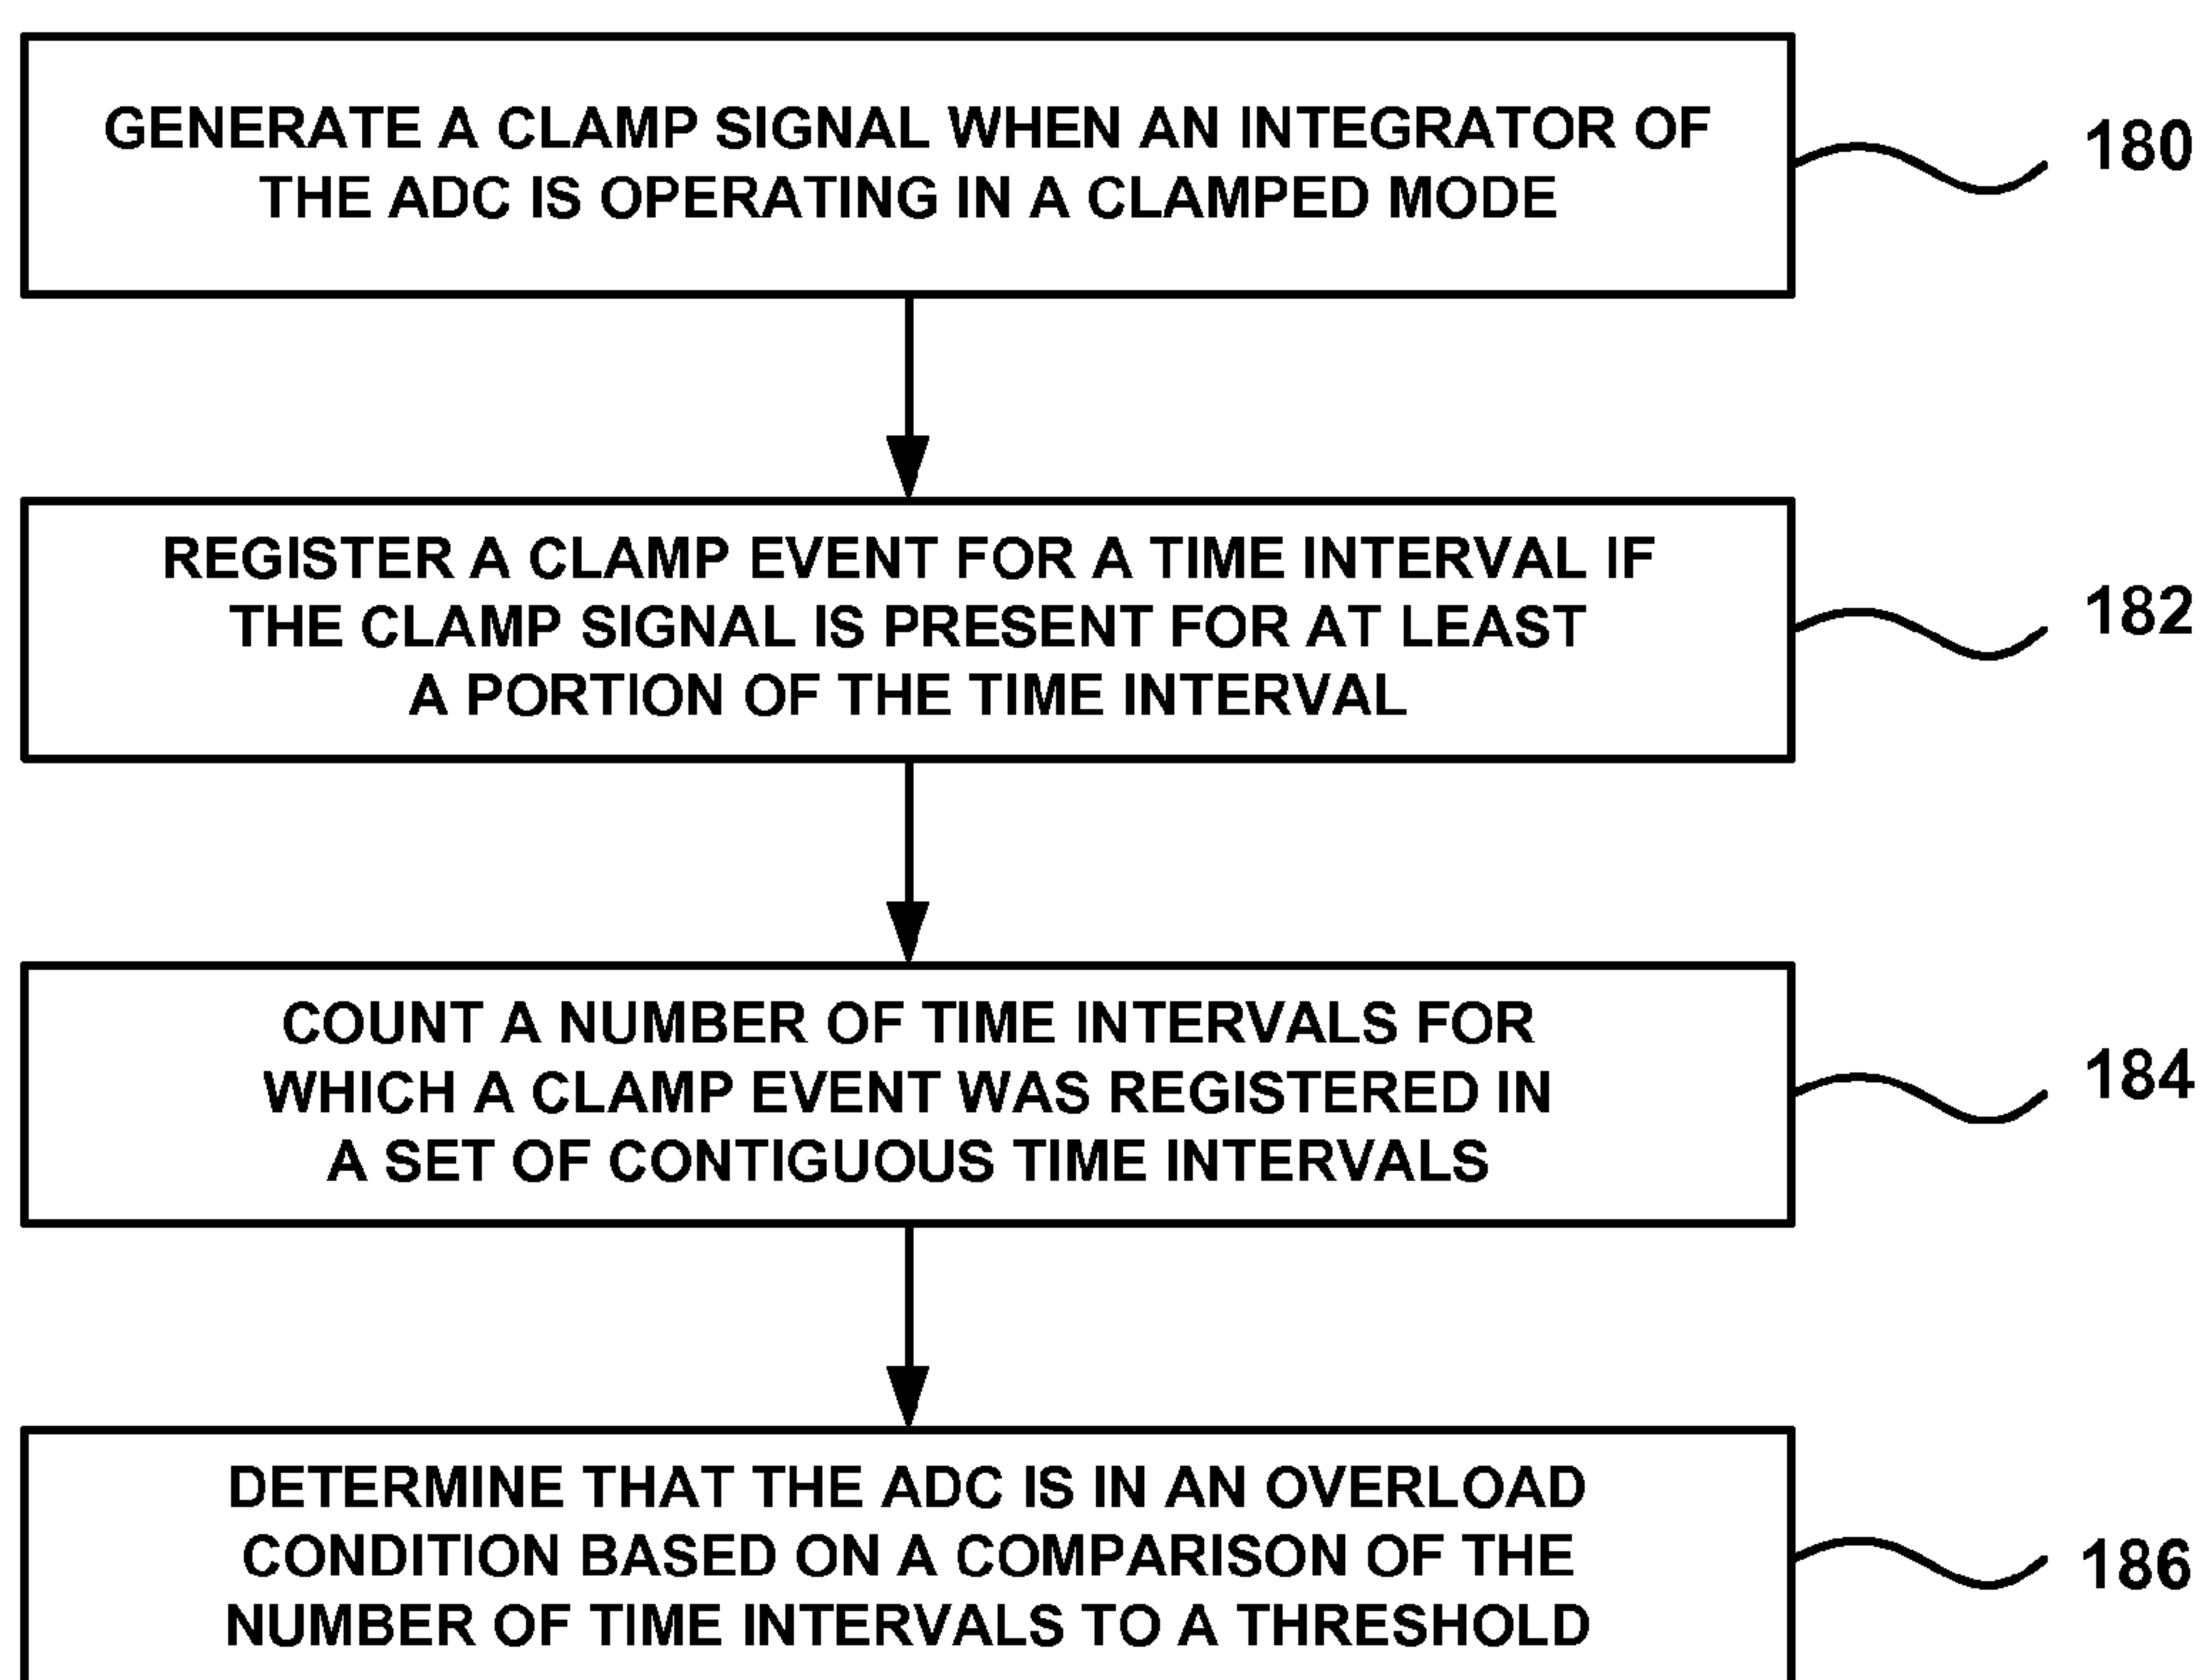 GENERATE A CLAMP SIGNAL WHEN AN INTEGRATOR OF
THE ADC IS OPERATING IN A CLAMPED MODE
180
REGISTER A CLAMP EVENT FOR A TIME INTERVAL IF
THE CLAMP SIGNAL IS PRESENT FOR AT LEAST
A PORTION OF THE TIME INTERVAL
182
COUNT A NUMBER OF TIME INTERVALS FOR
WHICH A CLAMP EVENT WAS REGISTERED IN
A SET OF CONTIGUOUS TIME INTERVALS
184
DETERMINE THAT THE ADC IS IN AN OVERLOAD
CONDITION BASED ON A COMPARISON OF THE
NUMBER OF TIME INTERVALS TO A THRESHOLD
186